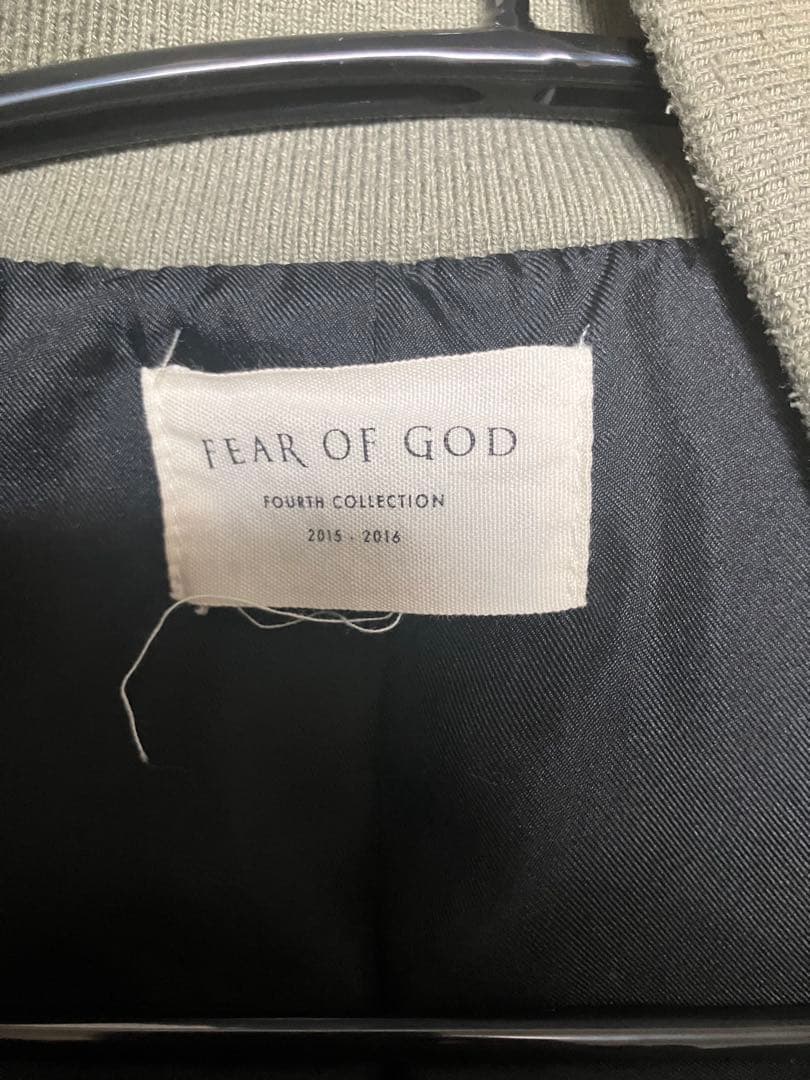 FEAR OF GOD
FOURTH COLLECTION
2015 - 2016